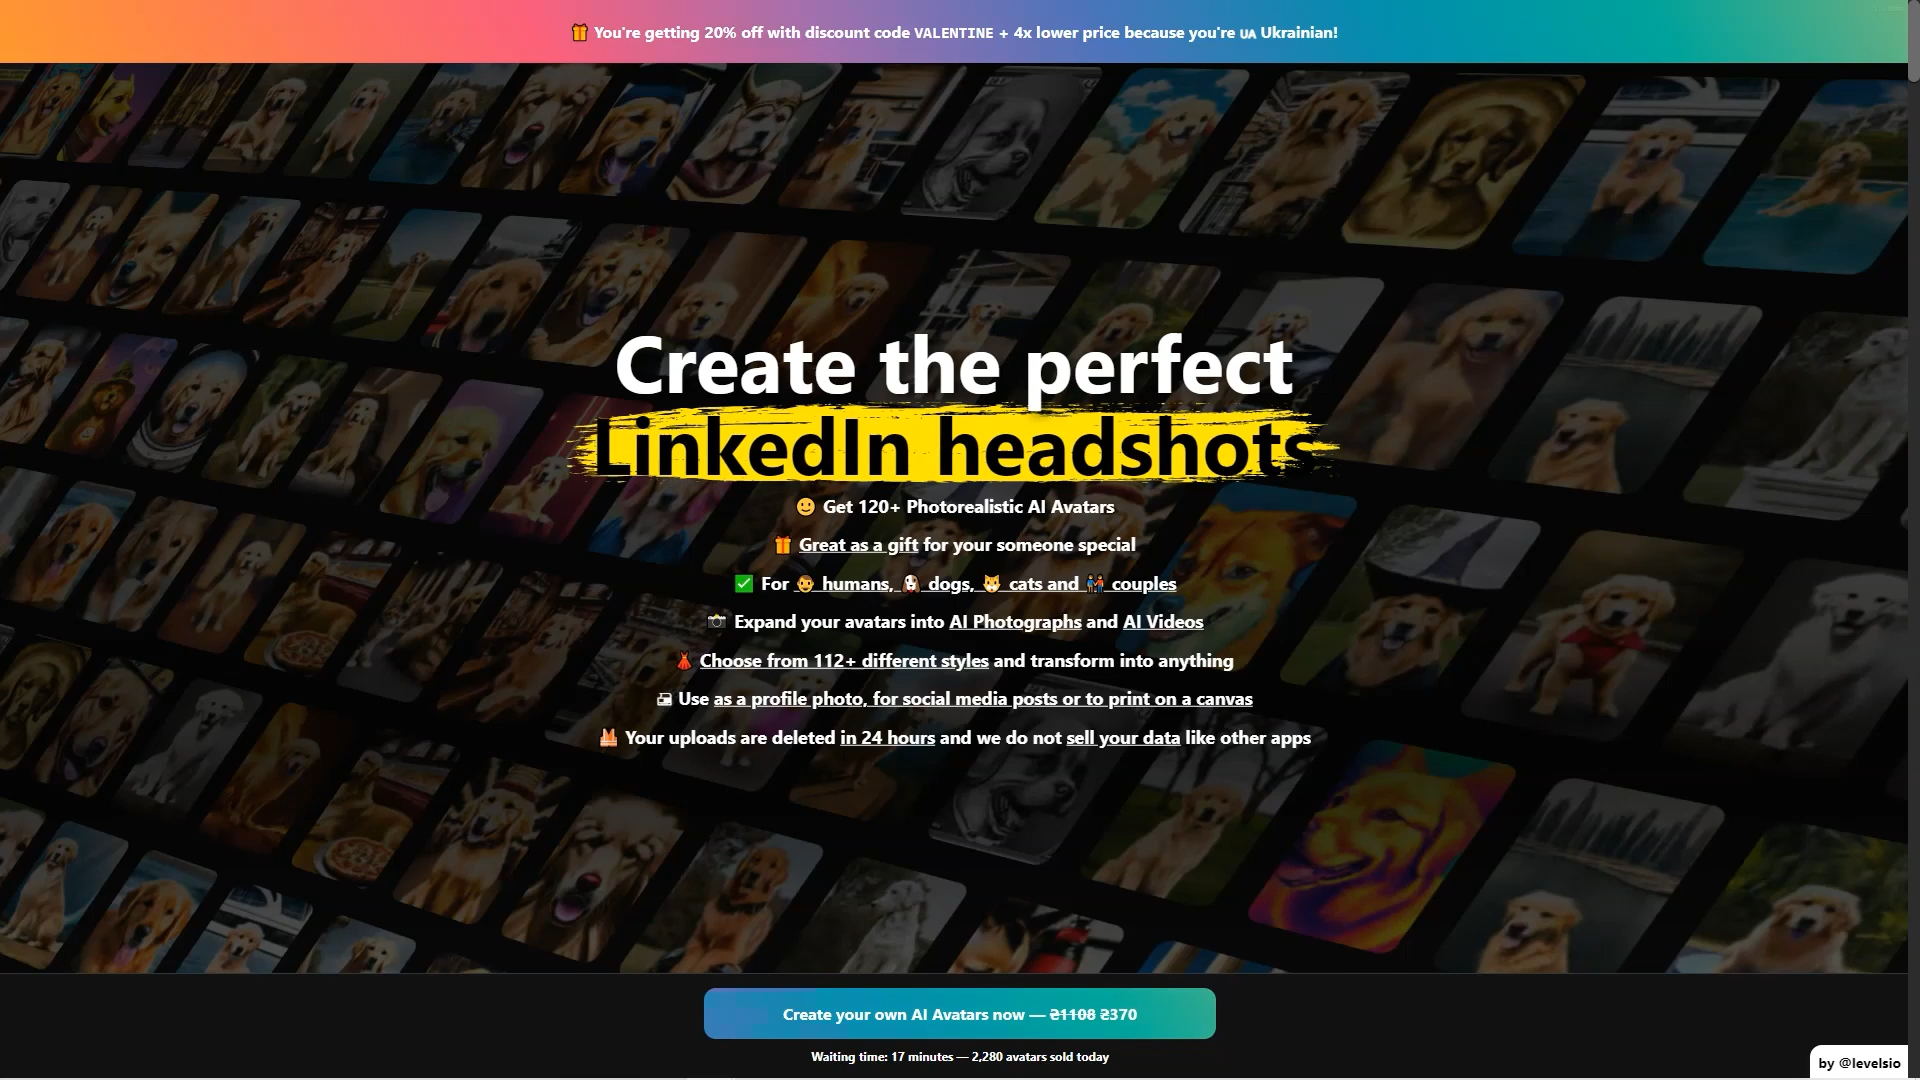 🎁 You're getting 20% off with discount code VALENTINE + 4x lower price because you're 🇺🇦 Ukrainian!
Create the perfect
LinkedIn headshots
🙂 Get 120+ Photorealistic AI Avatars
🎁 Great as a gift for your someone special
✅ For 🧔 humans, 🐶 dogs, 😺 cats and 👬 couples
📸 Expand your avatars into AI Photographs and AI Videos
👗 Choose from 112+ different styles and transform into anything
🖼 Use as a profile photo, for social media posts or to print on a canvas
🦺 Your uploads are deleted in 24 hours and we do not sell your data like other apps
Create your own AI Avatars now — ₴1108 ₴370
Waiting time: 17 minutes — 2,280 avatars sold today
by @levelsio